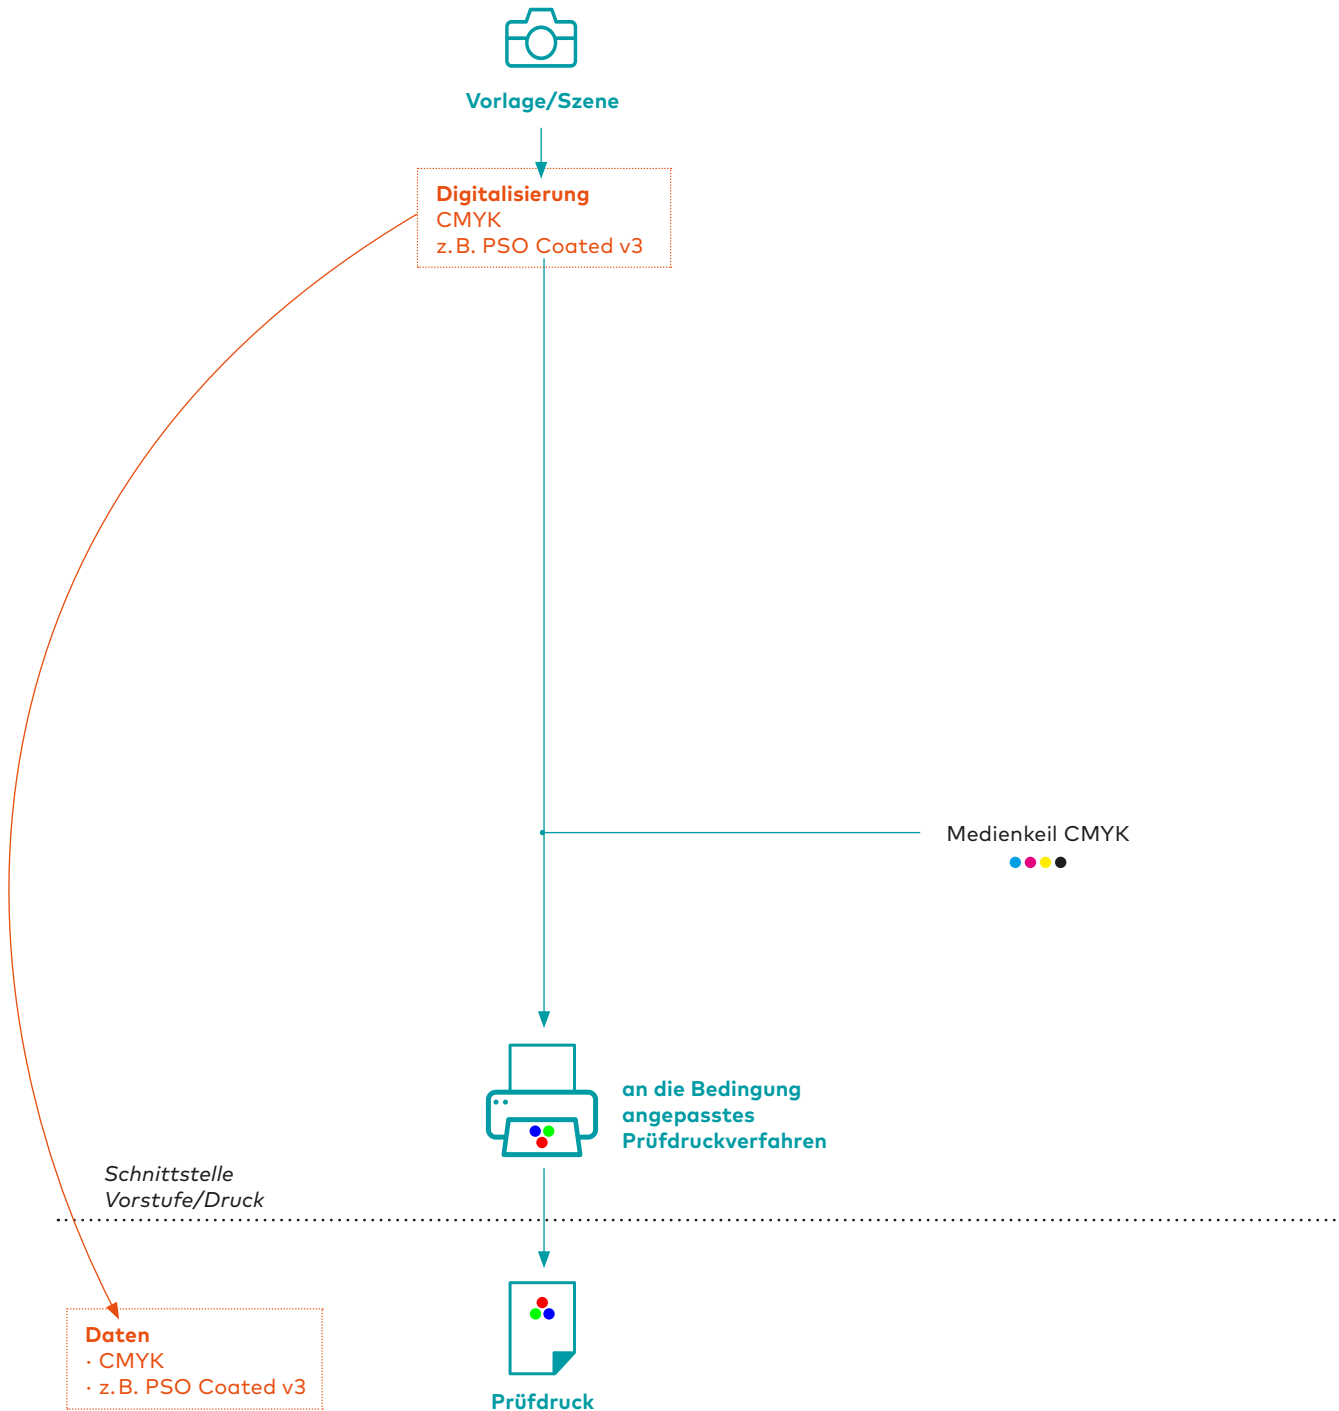 Vorlage/Szene
Digitalisierung
CMYK
z.B. PSO Coated v3
Medienkeil CMYK
an die Bedingung
angepasstes
Prüfdruckverfahren
Schnittstelle
Vorstufe/Druck
Daten
· CMYK
· z.B. PSO Coated v3
Prüfdruck